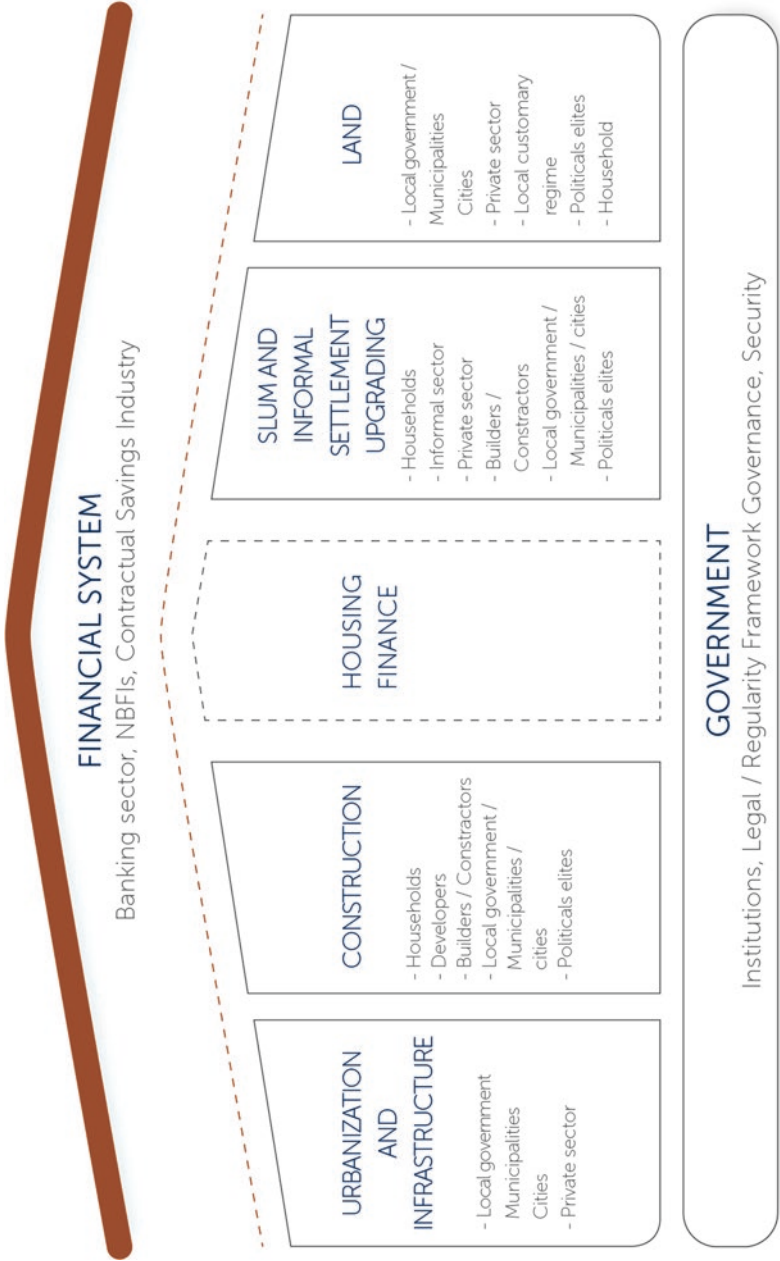 FINANCIAL SYSTEM
Banking sector, NBFIs, Contractual Savings Industry
URBANIZATION
AND
INFRASTRUCTURE
- Local government
Municipalities
Cities
- Private sector
CONSTRUCTION
- Households
- Developers
- Builders / Constractors
- Local government /
Municipalities /
cities
- Politicals elites
HOUSING
FINANCE
SLUM AND
INFORMAL
SETTLEMENT
UPGRADING
- Households
- Informal sector
- Private sector
- Builders /
Constractors
- Local government /
Municipalities / cities
- Politicals elites
LAND
- Local government /
Municipalities
Cities
- Private sector
- Local customary
regime
- Politicals elites
- Household
GOVERNMENT
Institutions, Legal / Regularity Framework Governance, Security